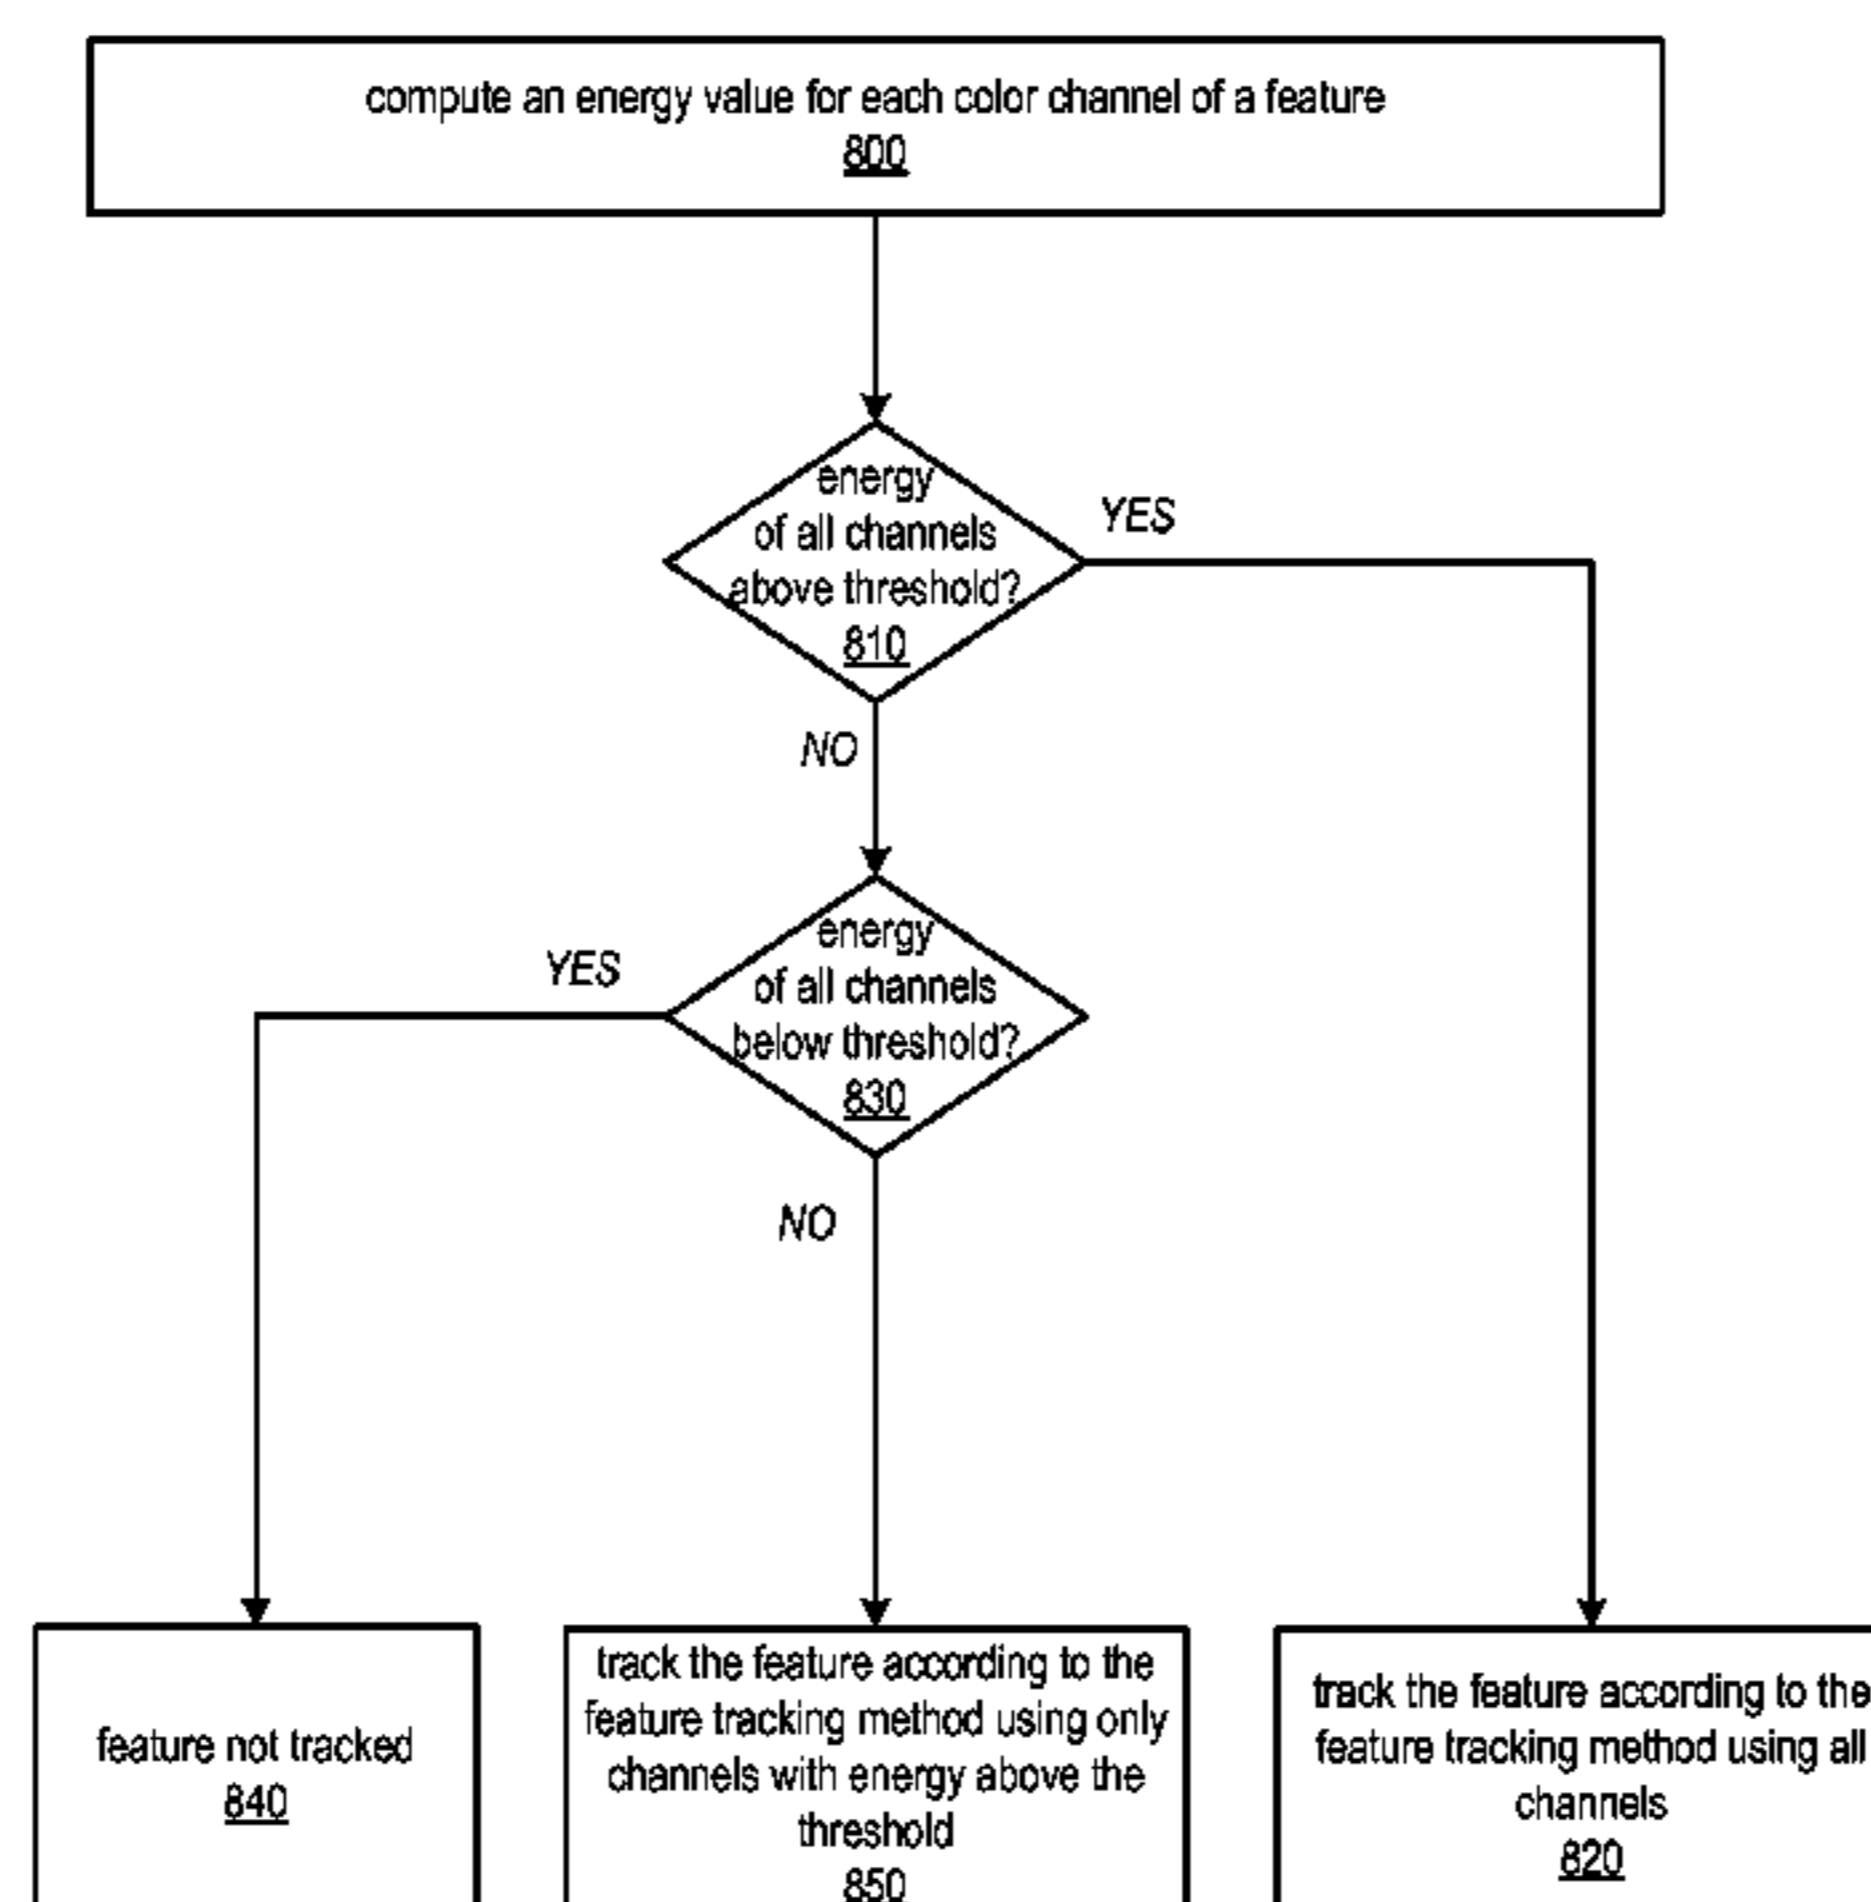 compute an energy value for each color channel of a feature
800
energy
of all channels
above threshold?
810
YES
NO
energy
of all channels
below threshold?
830
YES
NO
feature not tracked
840
track the feature according to the
feature tracking method using only
channels with energy above the
threshold
850
track the feature according to the
feature tracking method using all
channels
820